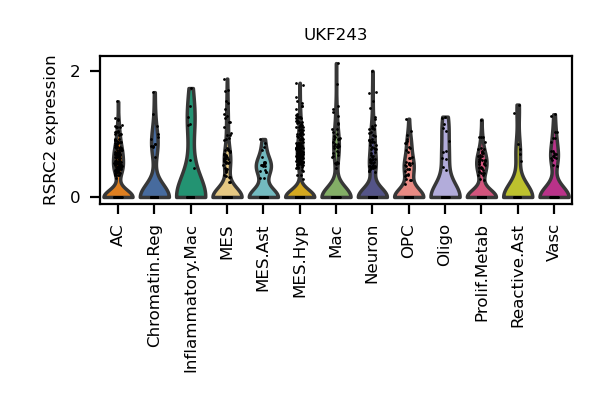 UKF243
RSRC2 expression
2
0
AC
Chromatin.Reg
Inflammatory.Mac
MES
MES.Ast
MES.Hyp
Mac
Neuron
OPC
Oligo
Prolif.Metab
Reactive.Ast
Vasc